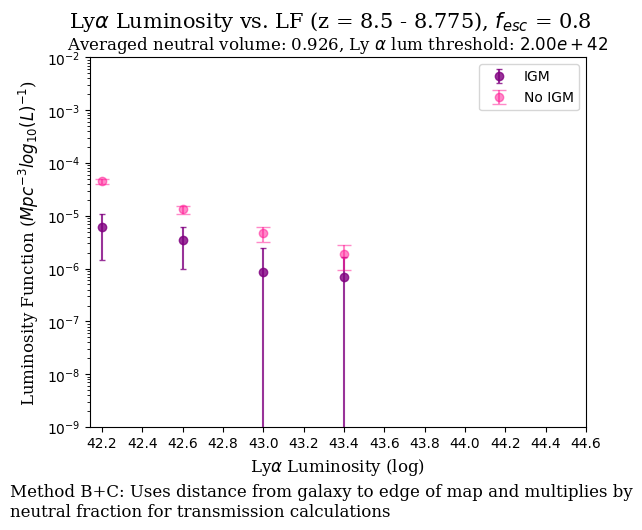 Lyα Luminosity vs. LF (z = 8.5 - 8.775), f_esc = 0.8
Averaged neutral volume: 0.926, Ly α lum threshold: 2.00e + 42
IGM
No IGM
Luminosity Function (Mpc⁻³log₁₀(L)⁻¹)
10⁻²
10⁻³
10⁻⁴
10⁻⁵
10⁻⁶
10⁻⁷
10⁻⁸
10⁻⁹
42.2 42.4 42.6 42.8 43.0 43.2 43.4 43.6 43.8 44.0 44.2 44.4 44.6
Lyα Luminosity (log)
Method B+C: Uses distance from galaxy to edge of map and multiplies by
neutral fraction for transmission calculations